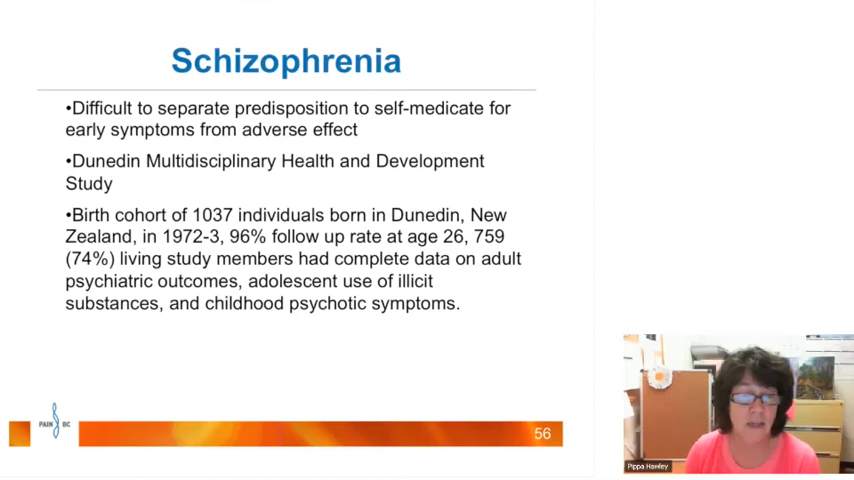 Schizophrenia
•Difficult to separate predisposition to self-medicate for
early symptoms from adverse effect
•Dunedin Multidisciplinary Health and Development
Study
•Birth cohort of 1037 individuals born in Dunedin, New
Zealand, in 1972-3, 96% follow up rate at age 26, 759
(74%) living study members had complete data on adult
psychiatric outcomes, adolescent use of illicit
substances, and childhood psychotic symptoms.
PAIN BC
56
Pippa Hawley